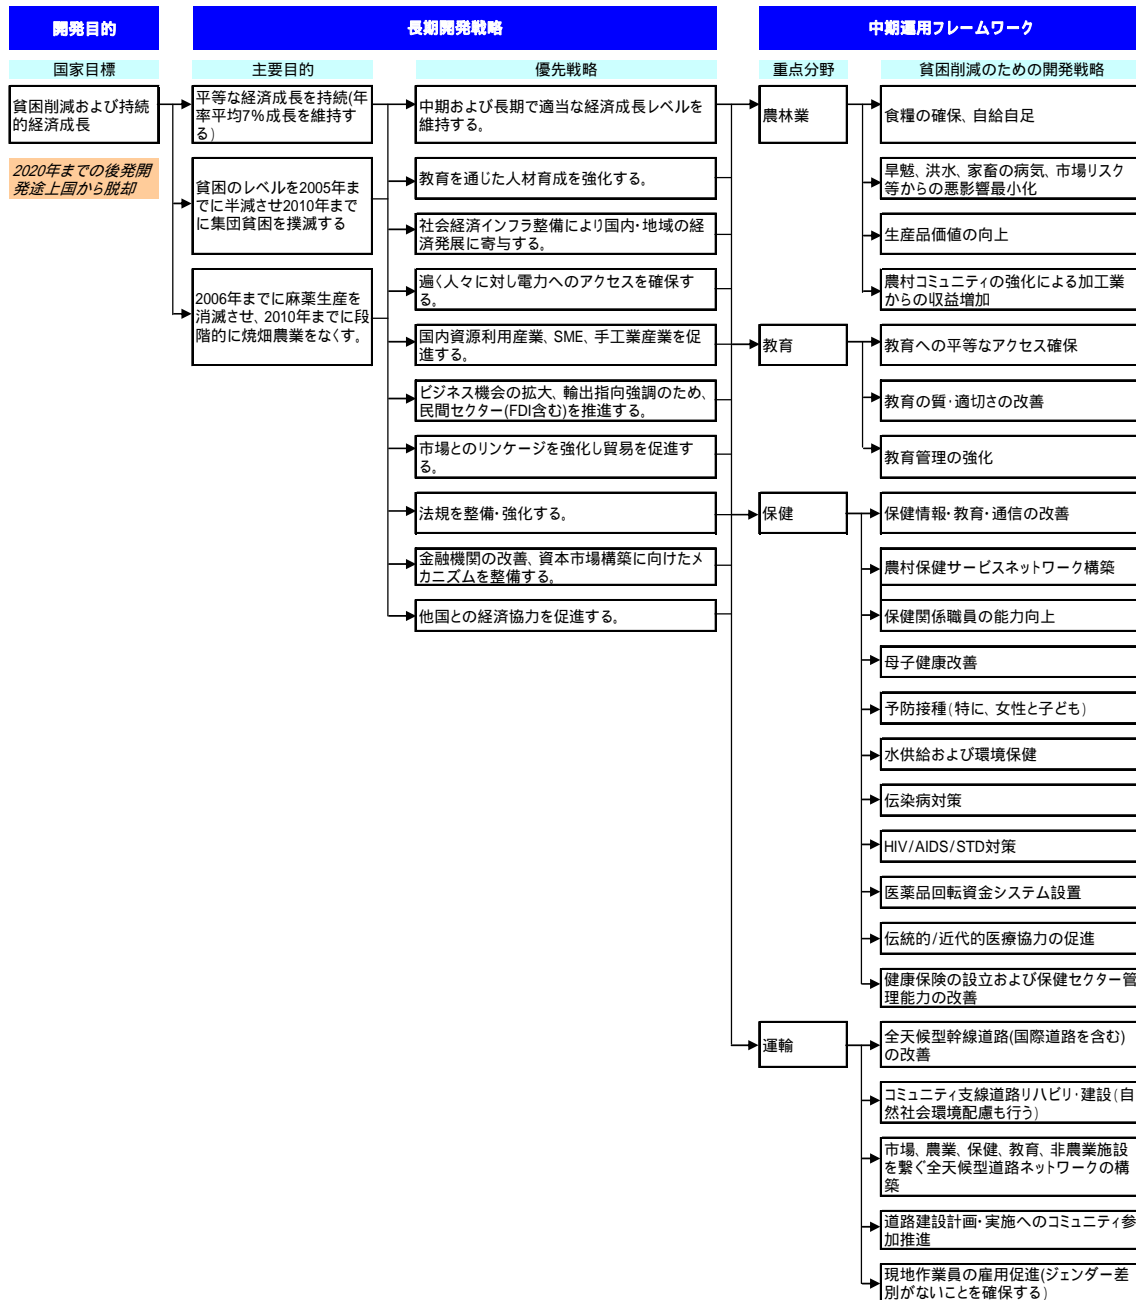 開発目的
長期開発戦略
中期運用フレームワーク
国家目標
主要目的
優先戦略
重点分野
貧困削減のための開発戦略
貧困削減および持続
的経済成長
2020年までの後発開
発途上国から脱却
平等な経済成長を持続(年
率平均7%成長を維持す
る)
貧困のレベルを2005年ま
でに半減させ2010年まで
に集団貧困を撲滅する
2006年までに麻薬生産を
消滅させ、2010年までに段
階的に焼畑農業をなくす。
中期および長期で適当な経済成長レベルを
維持する。
教育を通じた人材育成を強化する。
社会経済インフラ整備により国内・地域の経
済発展に寄与する。
遍く人々に対し電力へのアクセスを確保す
る。
国内資源利用産業、SME、手工業産業を促
進する。
ビジネス機会の拡大、輸出指向強調のため、
民間セクター(FDI含む)を推進する。
市場とのリンケージを強化し貿易を促進す
る。
法規を整備・強化する。
金融機関の改善、資本市場構築に向けたメ
カニズムを整備する。
他国との経済協力を促進する。
農林業
食糧の確保、自給自足
旱魃、洪水、家畜の病気、市場リスク
等からの悪影響最小化
生産品価値の向上
農村コミュニティの強化による加工業
からの収益増加
教育
教育への平等なアクセス確保
教育の質・適切さの改善
教育管理の強化
保健
保健情報・教育・通信の改善
農村保健サービスネットワーク構築
保健関係職員の能力向上
母子健康改善
予防接種(特に、女性と子ども)
水供給および環境保健
伝染病対策
HIV/AIDS/STD対策
医薬品回転資金システム設置
伝統的/近代的医療協力の促進
健康保険の設立および保健セクター管
理能力の改善
運輸
全天候型幹線道路(国際道路を含む)
の改善
コミュニティ支線道路リハビリ・建設(自
然社会環境配慮も行う)
市場、農業、保健、教育、非農業施設
を繋ぐ全天候型道路ネットワークの構
築
道路建設計画・実施へのコミュニティ参
加推進
現地作業員の雇用促進(ジェンダー差
別がないことを確保する)